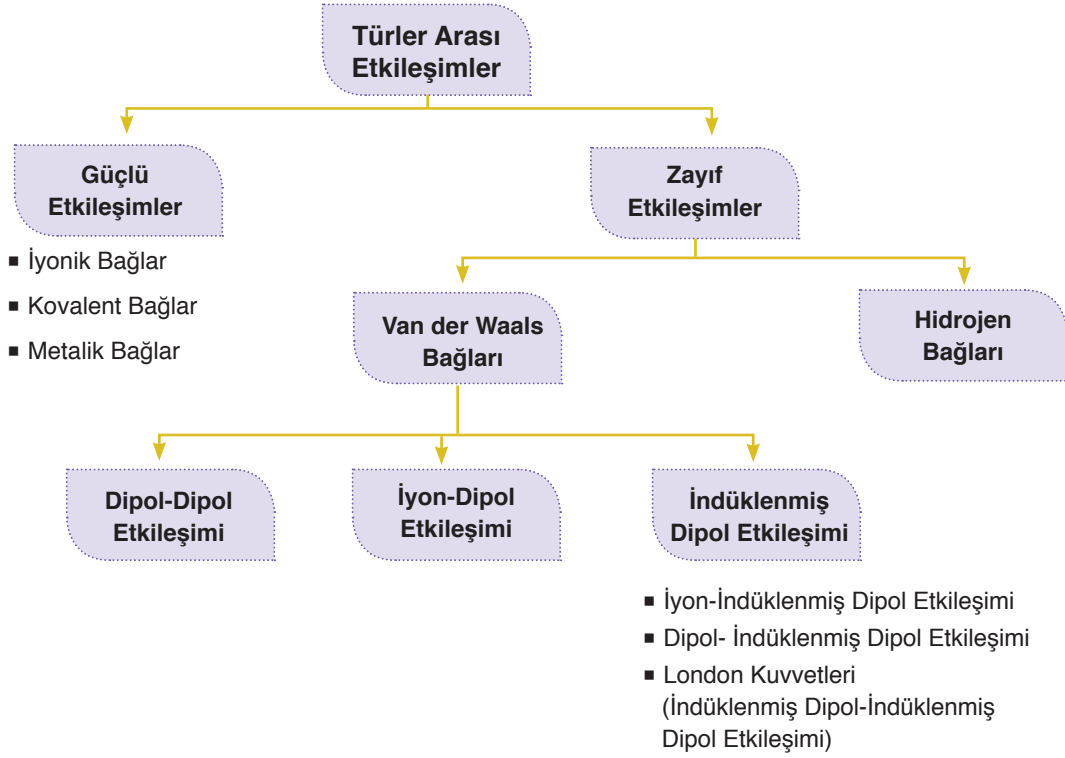 Türler Arası
Etkileşimler
Güçlü
Etkileşimler
Zayıf
Etkileşimler
▪ İyonik Bağlar
▪ Kovalent Bağlar
▪ Metalik Bağlar
Van der Waals
Bağları
Hidrojen
Bağları
Dipol-Dipol
Etkileşimi
İyon-Dipol
Etkileşimi
İndüklenmiş
Dipol Etkileşimi
▪ İyon-İndüklenmiş Dipol Etkileşimi
▪ Dipol- İndüklenmiş Dipol Etkileşimi
▪ London Kuvvetleri
(İndüklenmiş Dipol-İndüklenmiş
Dipol Etkileşimi)